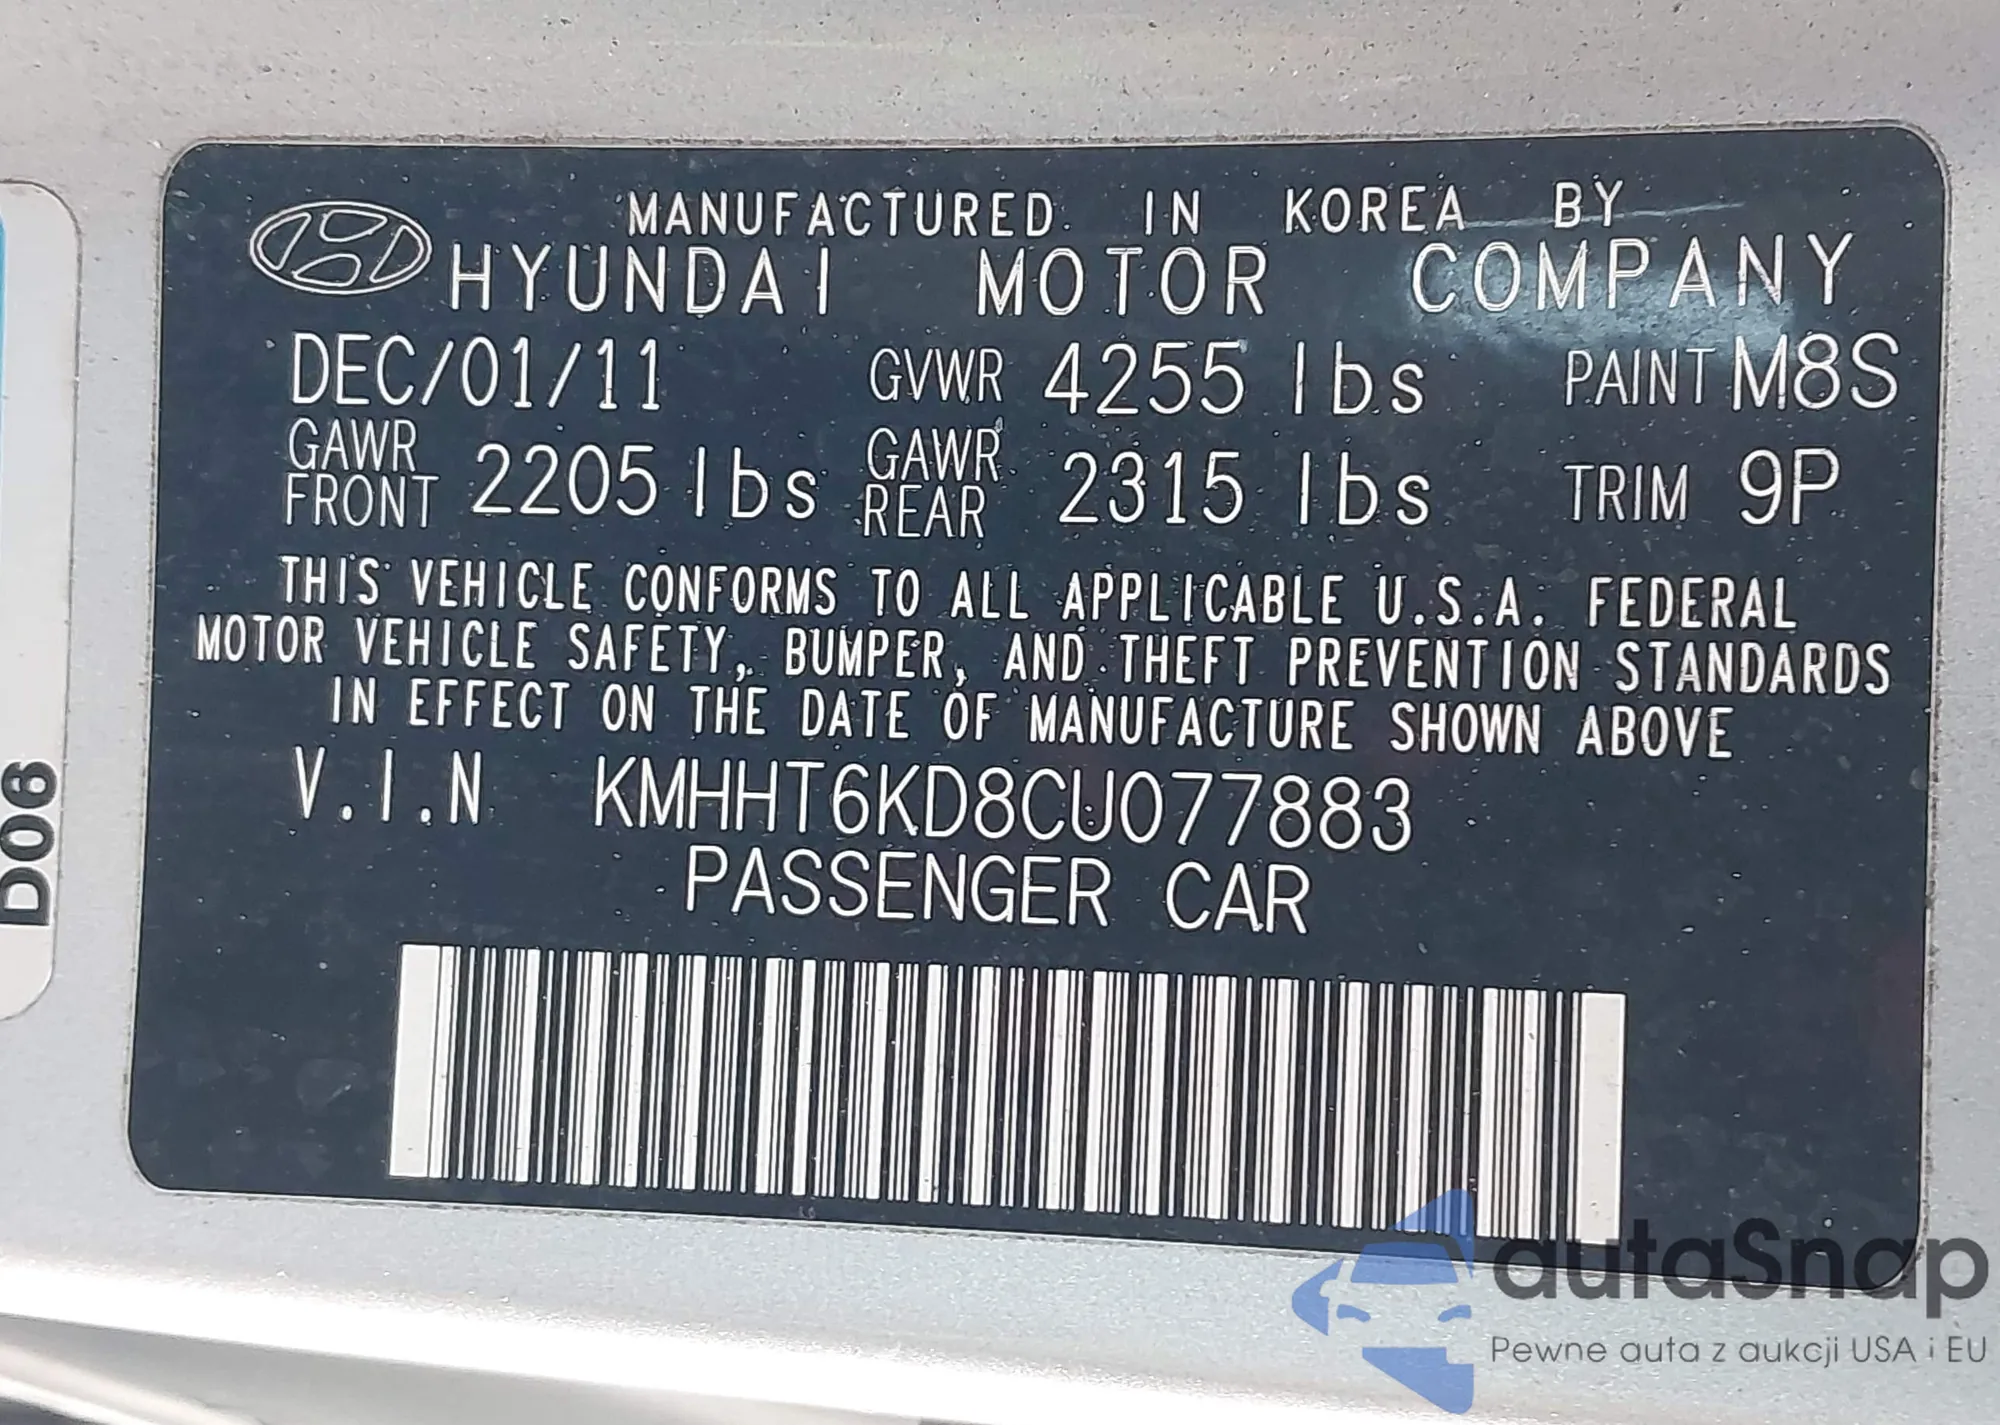 MANUFACTURED IN KOREA BY
HYUNDAI MOTOR COMPANY
DEC/01/11 GVWR 4255 lbs PAINT M8S
GAWR FRONT 2205 lbs GAWR REAR 2315 lbs TRIM 9P
THIS VEHICLE CONFORMS TO ALL APPLICABLE U.S.A. FEDERAL
MOTOR VEHICLE SAFETY, BUMPER, AND THEFT PREVENTION STANDARDS
IN EFFECT ON THE DATE OF MANUFACTURE SHOWN ABOVE
V.I.N KMHHT6KD8CU077883
PASSENGER CAR
D06
autaSnap
Pewne auta z aukcji USA i EU